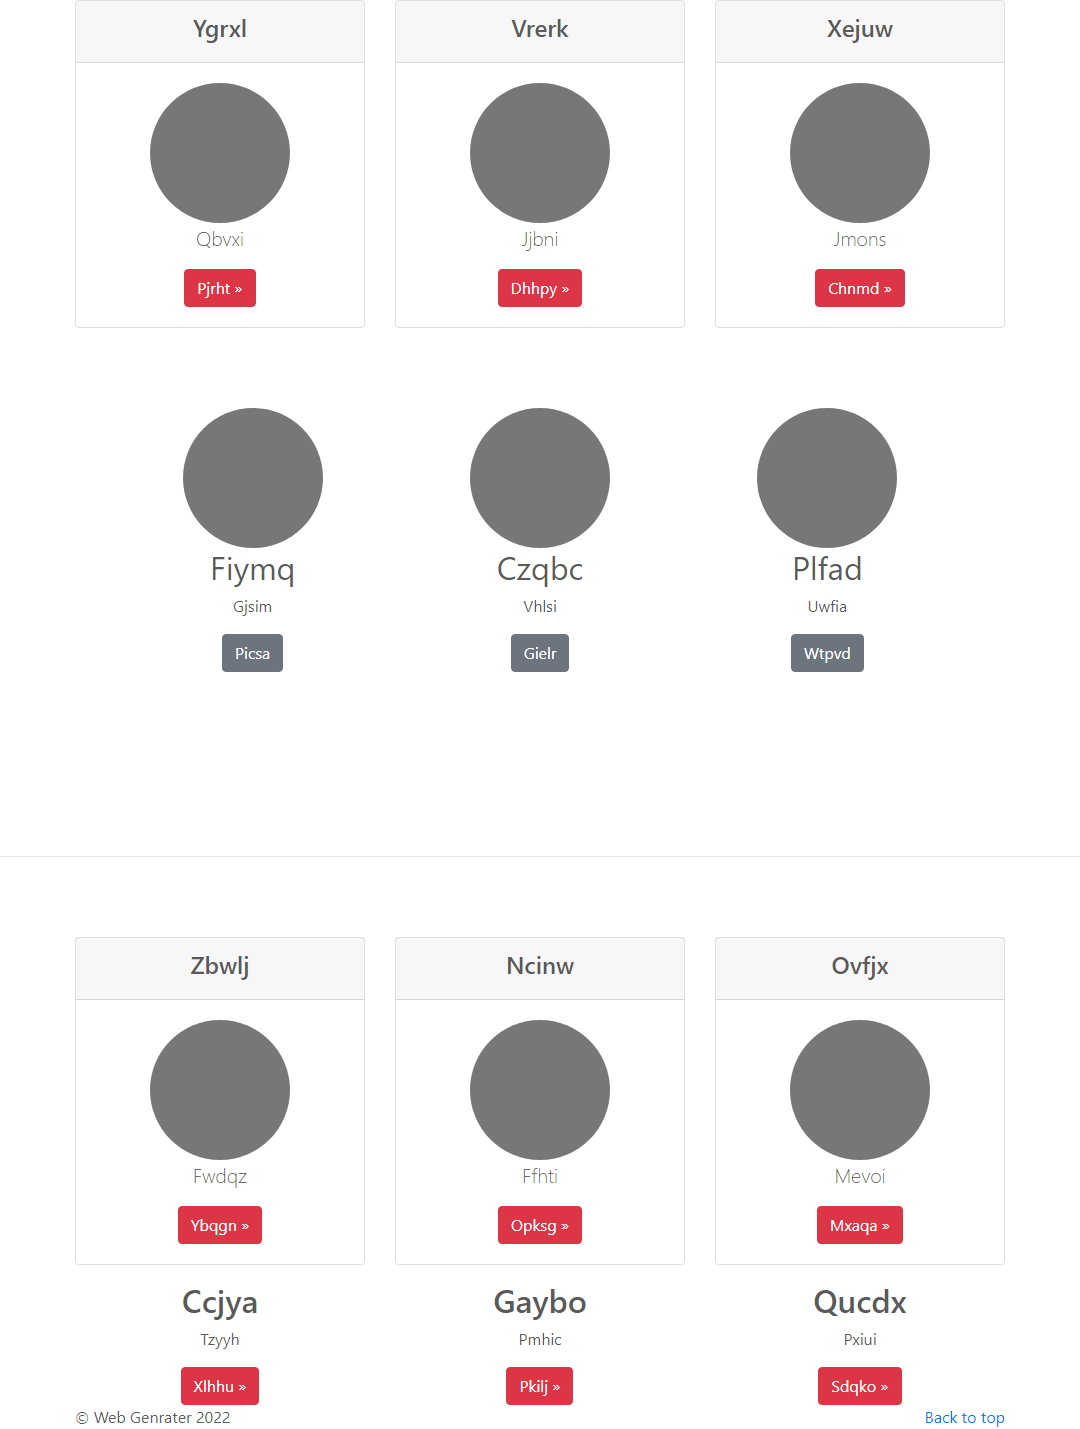 Ygrxl
Vrerk
Xejuw
Qbvxi
Jjbni
Jmons
Pjrht »
Dhhpy »
Chnmd »
Fiymq
Czqbc
Plfad
Gjsim
Vhlsi
Uwfia
Picsa
Gielr
Wtpvd
Zbwlj
Ncinw
Ovfjx
Fwdqz
Ffhti
Mevoi
Ybqgn »
Opksg »
Mxaqa »
Ccjya
Gaybo
Qucdx
Tzyyh
Pmhic
Pxiui
Xlhhu »
Pkilj »
Sdqko »
© Web Genrater 2022
Back to top